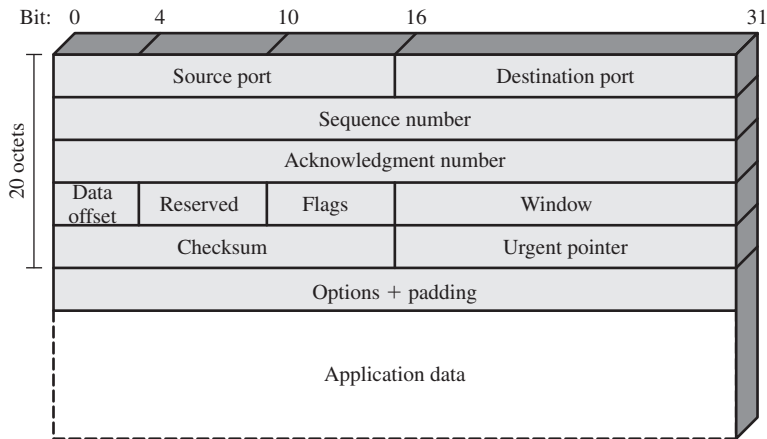 Bit: 0 4 10 16 31
20 octets
Source port Destination port
Sequence number
Acknowledgment number
Data offset Reserved Flags Window
Checksum Urgent pointer
Options + padding
Application data